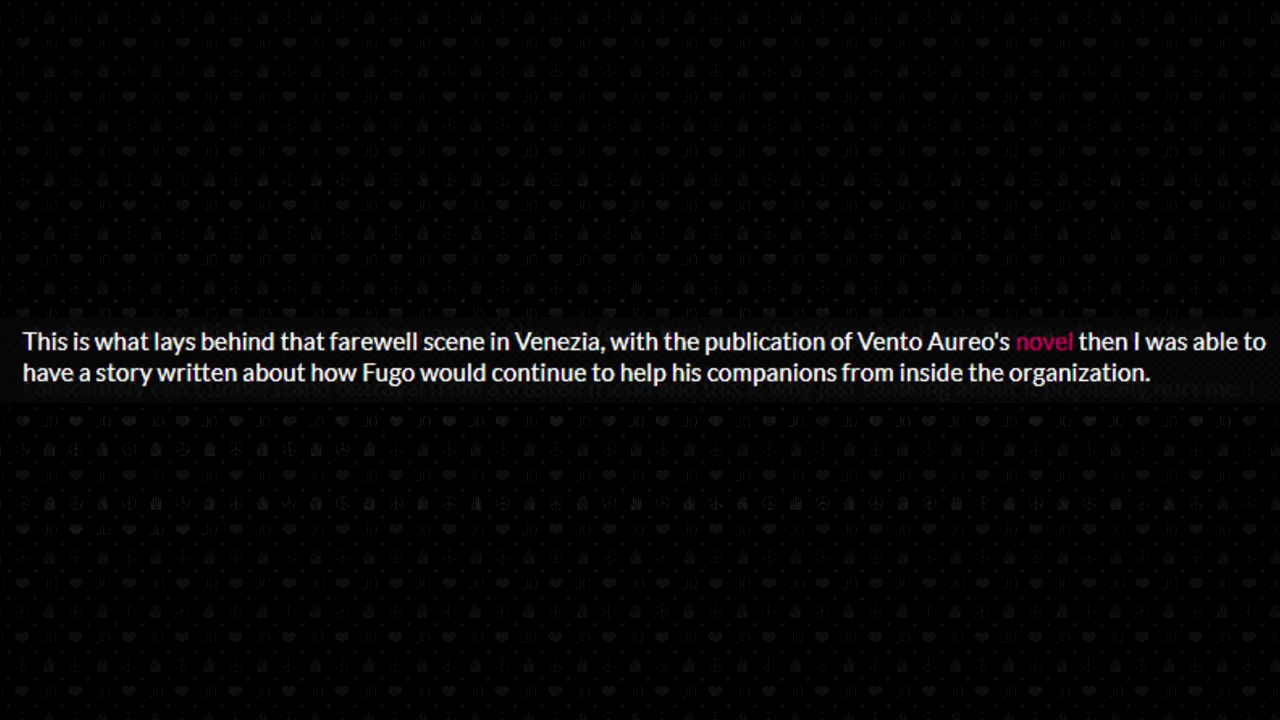 This is what lays behind that farewell scene in Venezia, with the publication of Vento Aureo's novel then I was able to
have a story written about how Fugo would continue to help his companions from inside the organization.